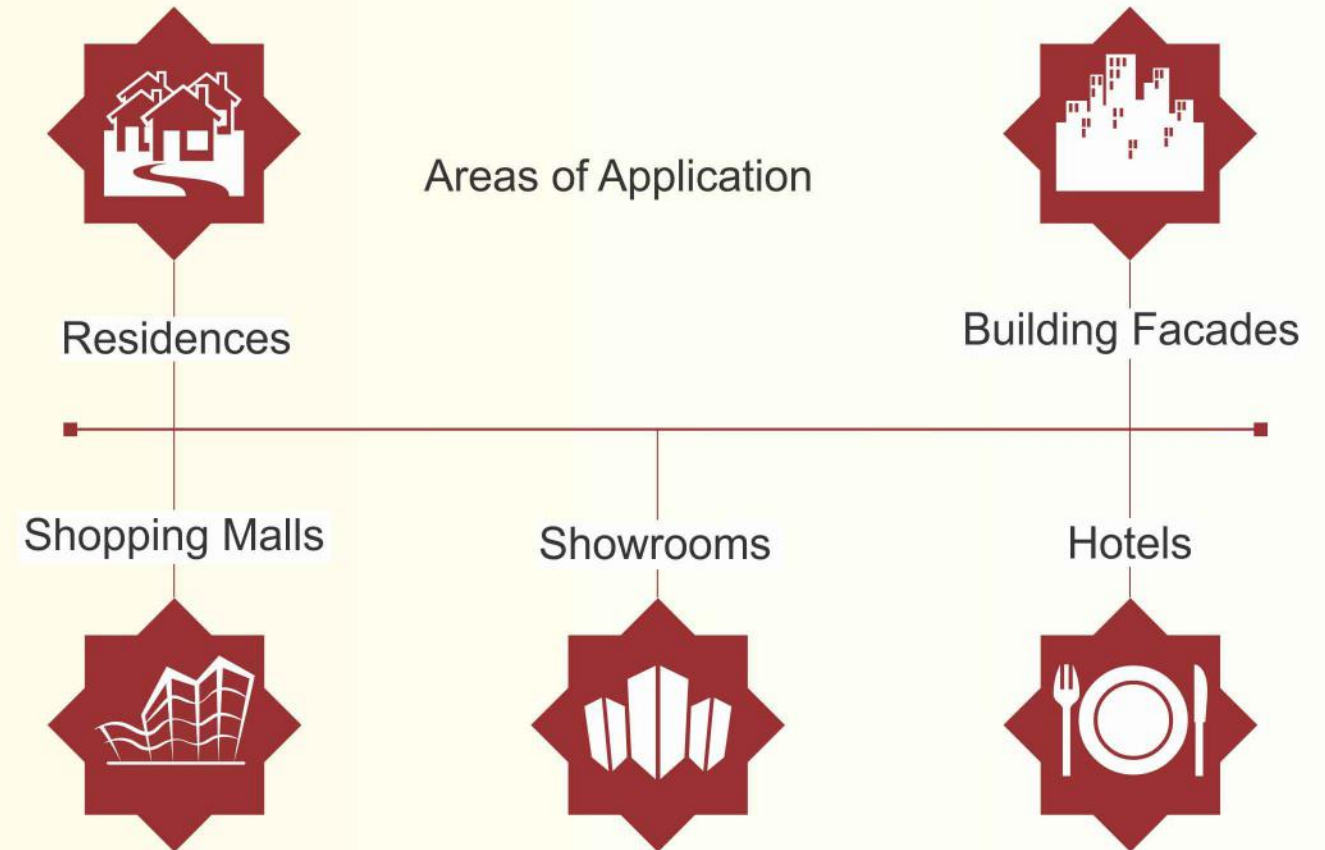 Areas of Application
Residences
Building Facades
Shopping Malls
Showrooms
Hotels